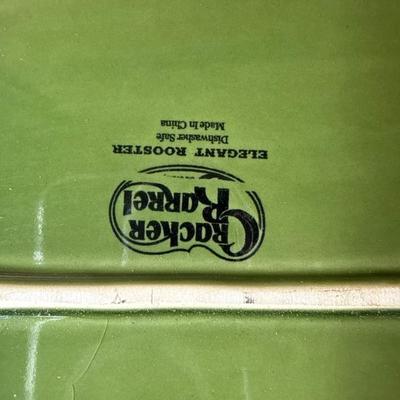 Cracker
Barrel
ELEGANT ROOSTER
Dishwasher Safe
Made In China